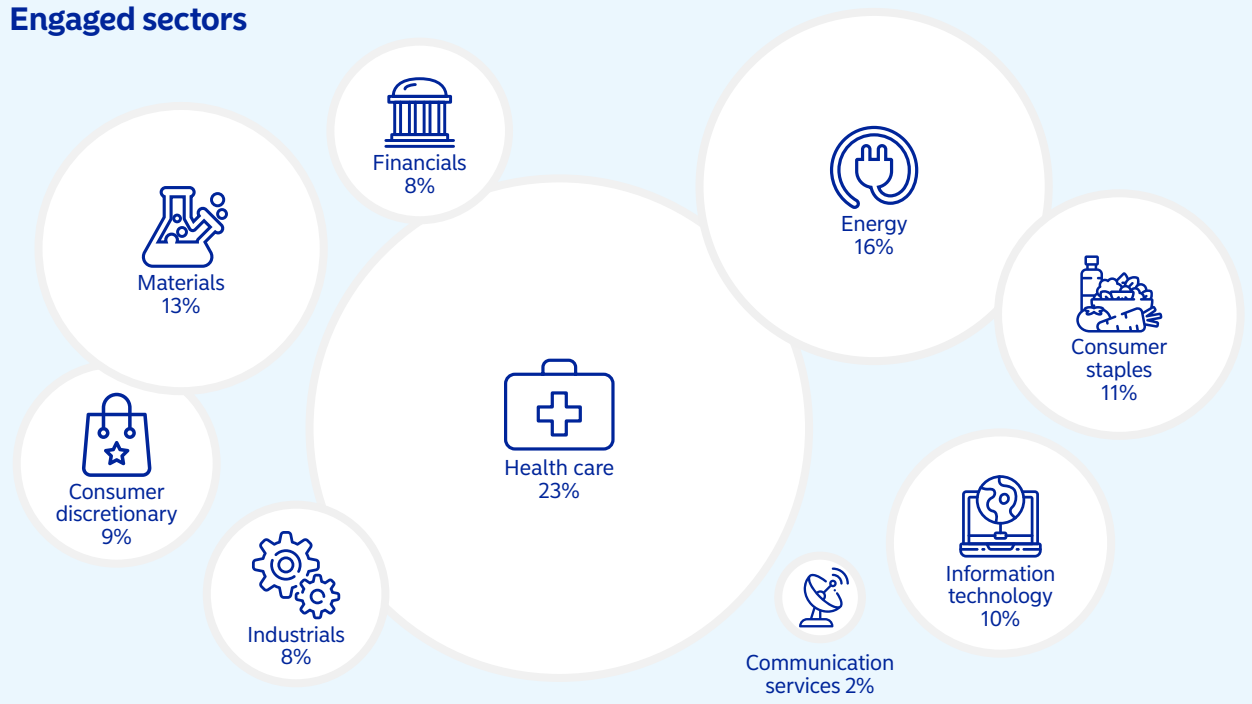 Engaged sectors
Financials
8%
Energy
16%
Materials
13%
Consumer
staples
11%
Health care
23%
Consumer
discretionary
9%
Information
technology
10%
Industrials
8%
Communication
services 2%